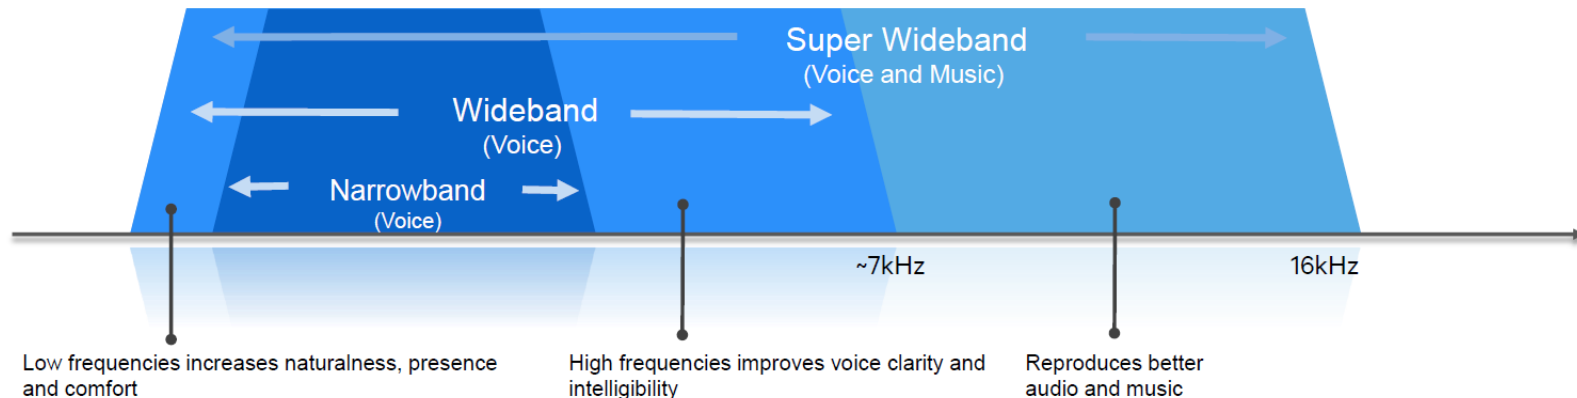 Super Wideband
(Voice and Music)
Wideband
(Voice)
Narrowband
(Voice)
~7kHz
16kHz
Low frequencies increases naturalness, presence
and comfort
High frequencies improves voice clarity and
intelligibility
Reproduces better
audio and music